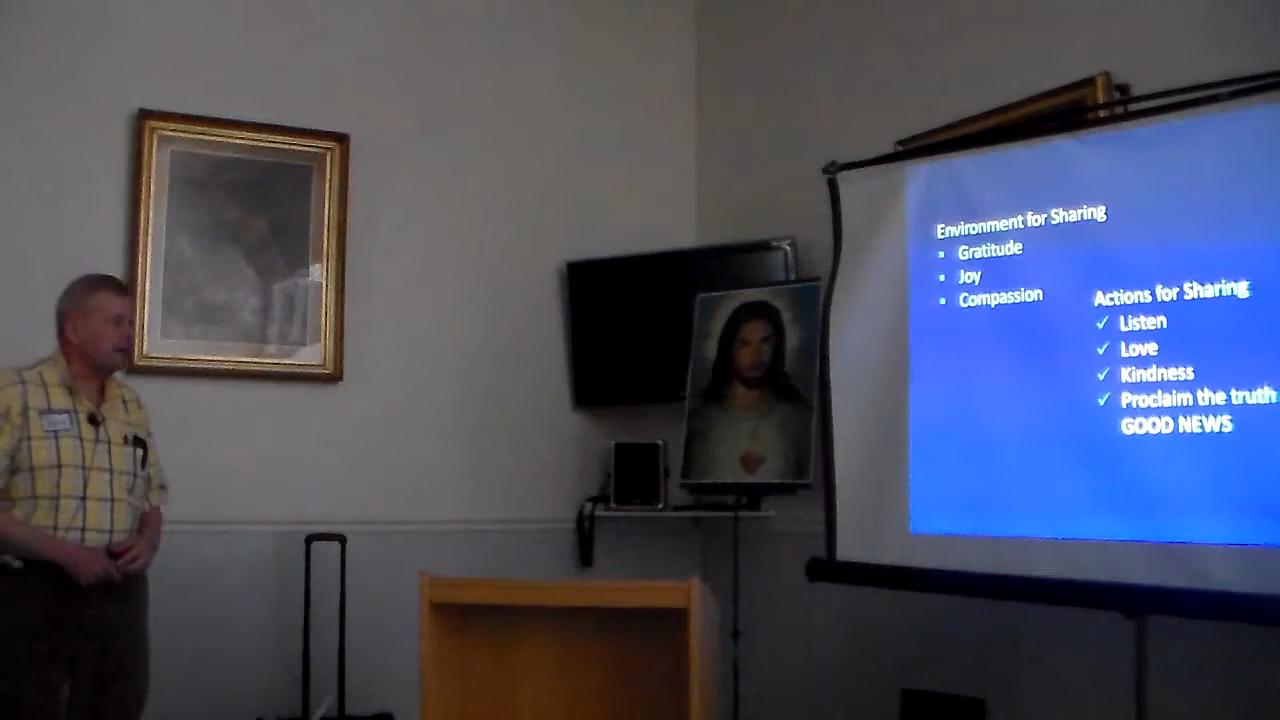 Environment for Sharing
▪ Gratitude
▪ Joy
▪ Compassion
Actions for Sharing
✓ Listen
✓ Love
✓ Kindness
✓ Proclaim the truth
GOOD NEWS